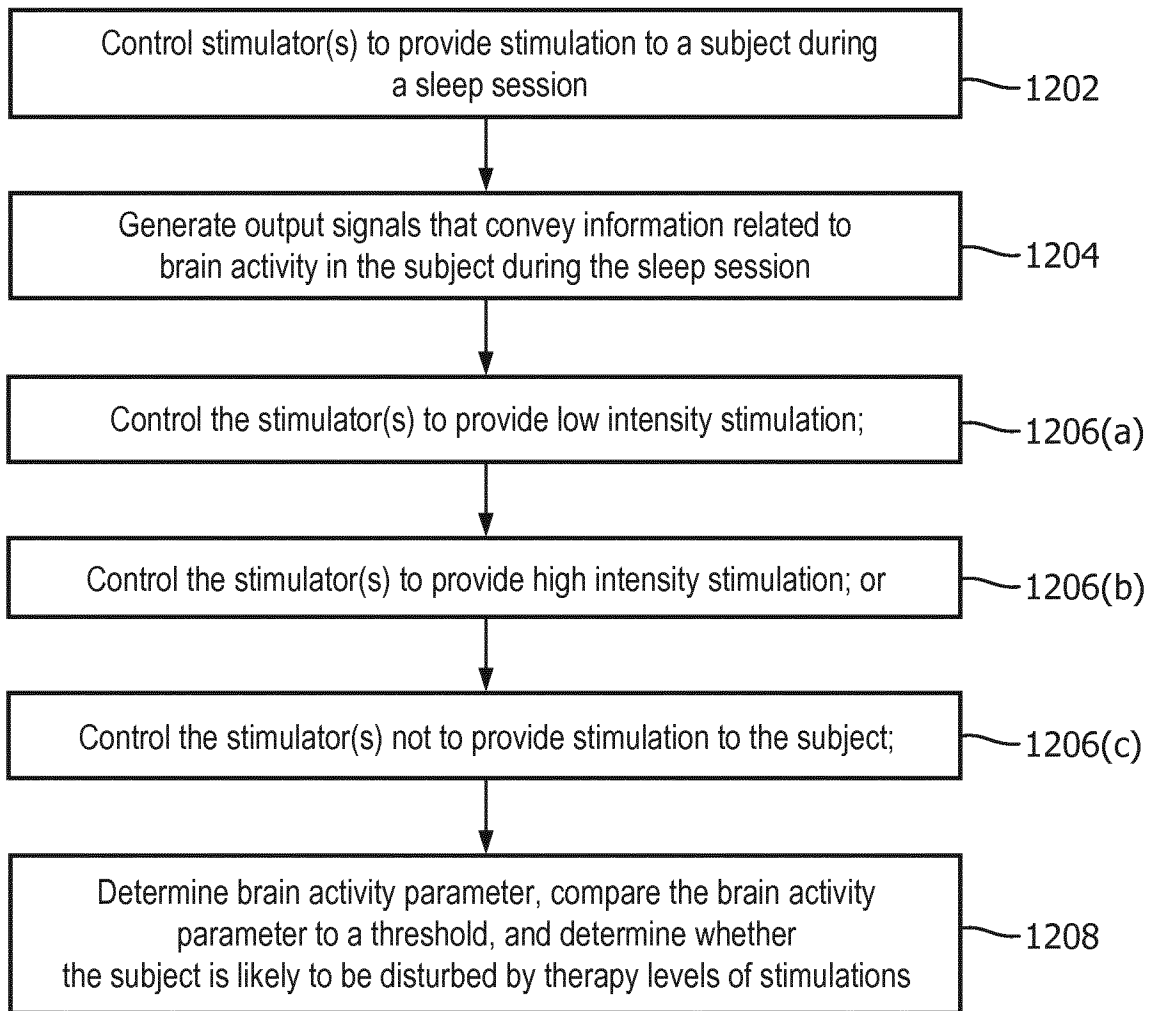 Control stimulator(s) to provide stimulation to a subject during
a sleep session
1202
Generate output signals that convey information related to
brain activity in the subject during the sleep session
1204
Control the stimulator(s) to provide low intensity stimulation;
1206(a)
Control the stimulator(s) to provide high intensity stimulation; or
1206(b)
Control the stimulator(s) not to provide stimulation to the subject;
1206(c)
Determine brain activity parameter, compare the brain activity
parameter to a threshold, and determine whether
the subject is likely to be disturbed by therapy levels of stimulations
1208